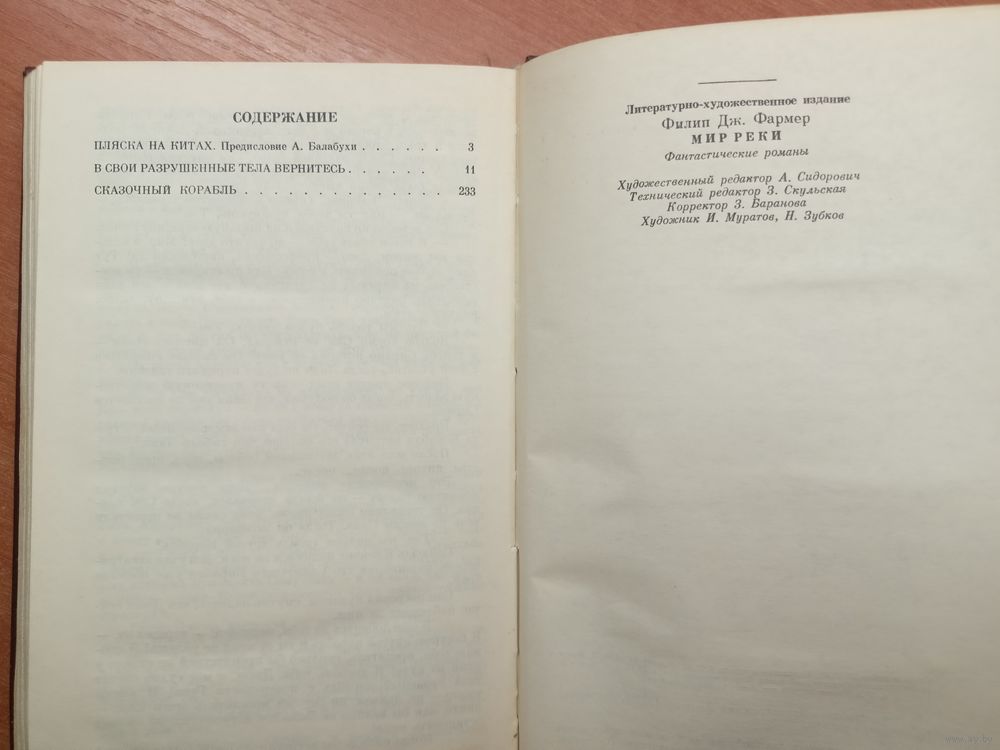 СОДЕРЖАНИЕ
ПЛЯСКА НА КИТАХ. Предисловие А. Балабухи . . . . . . 3
В СВОИ РАЗРУШЕННЫЕ ТЕЛА ВЕРНИТЕСЬ . . . . . . 11
СКАЗОЧНЫЙ КОРАБЛЬ . . . . . . . . . . . . . . 233
Литературно-художественное издание
Филип Дж. Фармер
МИР РЕКИ
Фантастические романы
Художественный редактор А. Сидорович
Технический редактор З. Скульская
Корректор З. Баранова
Художник И. Муратов, Н. Зубков